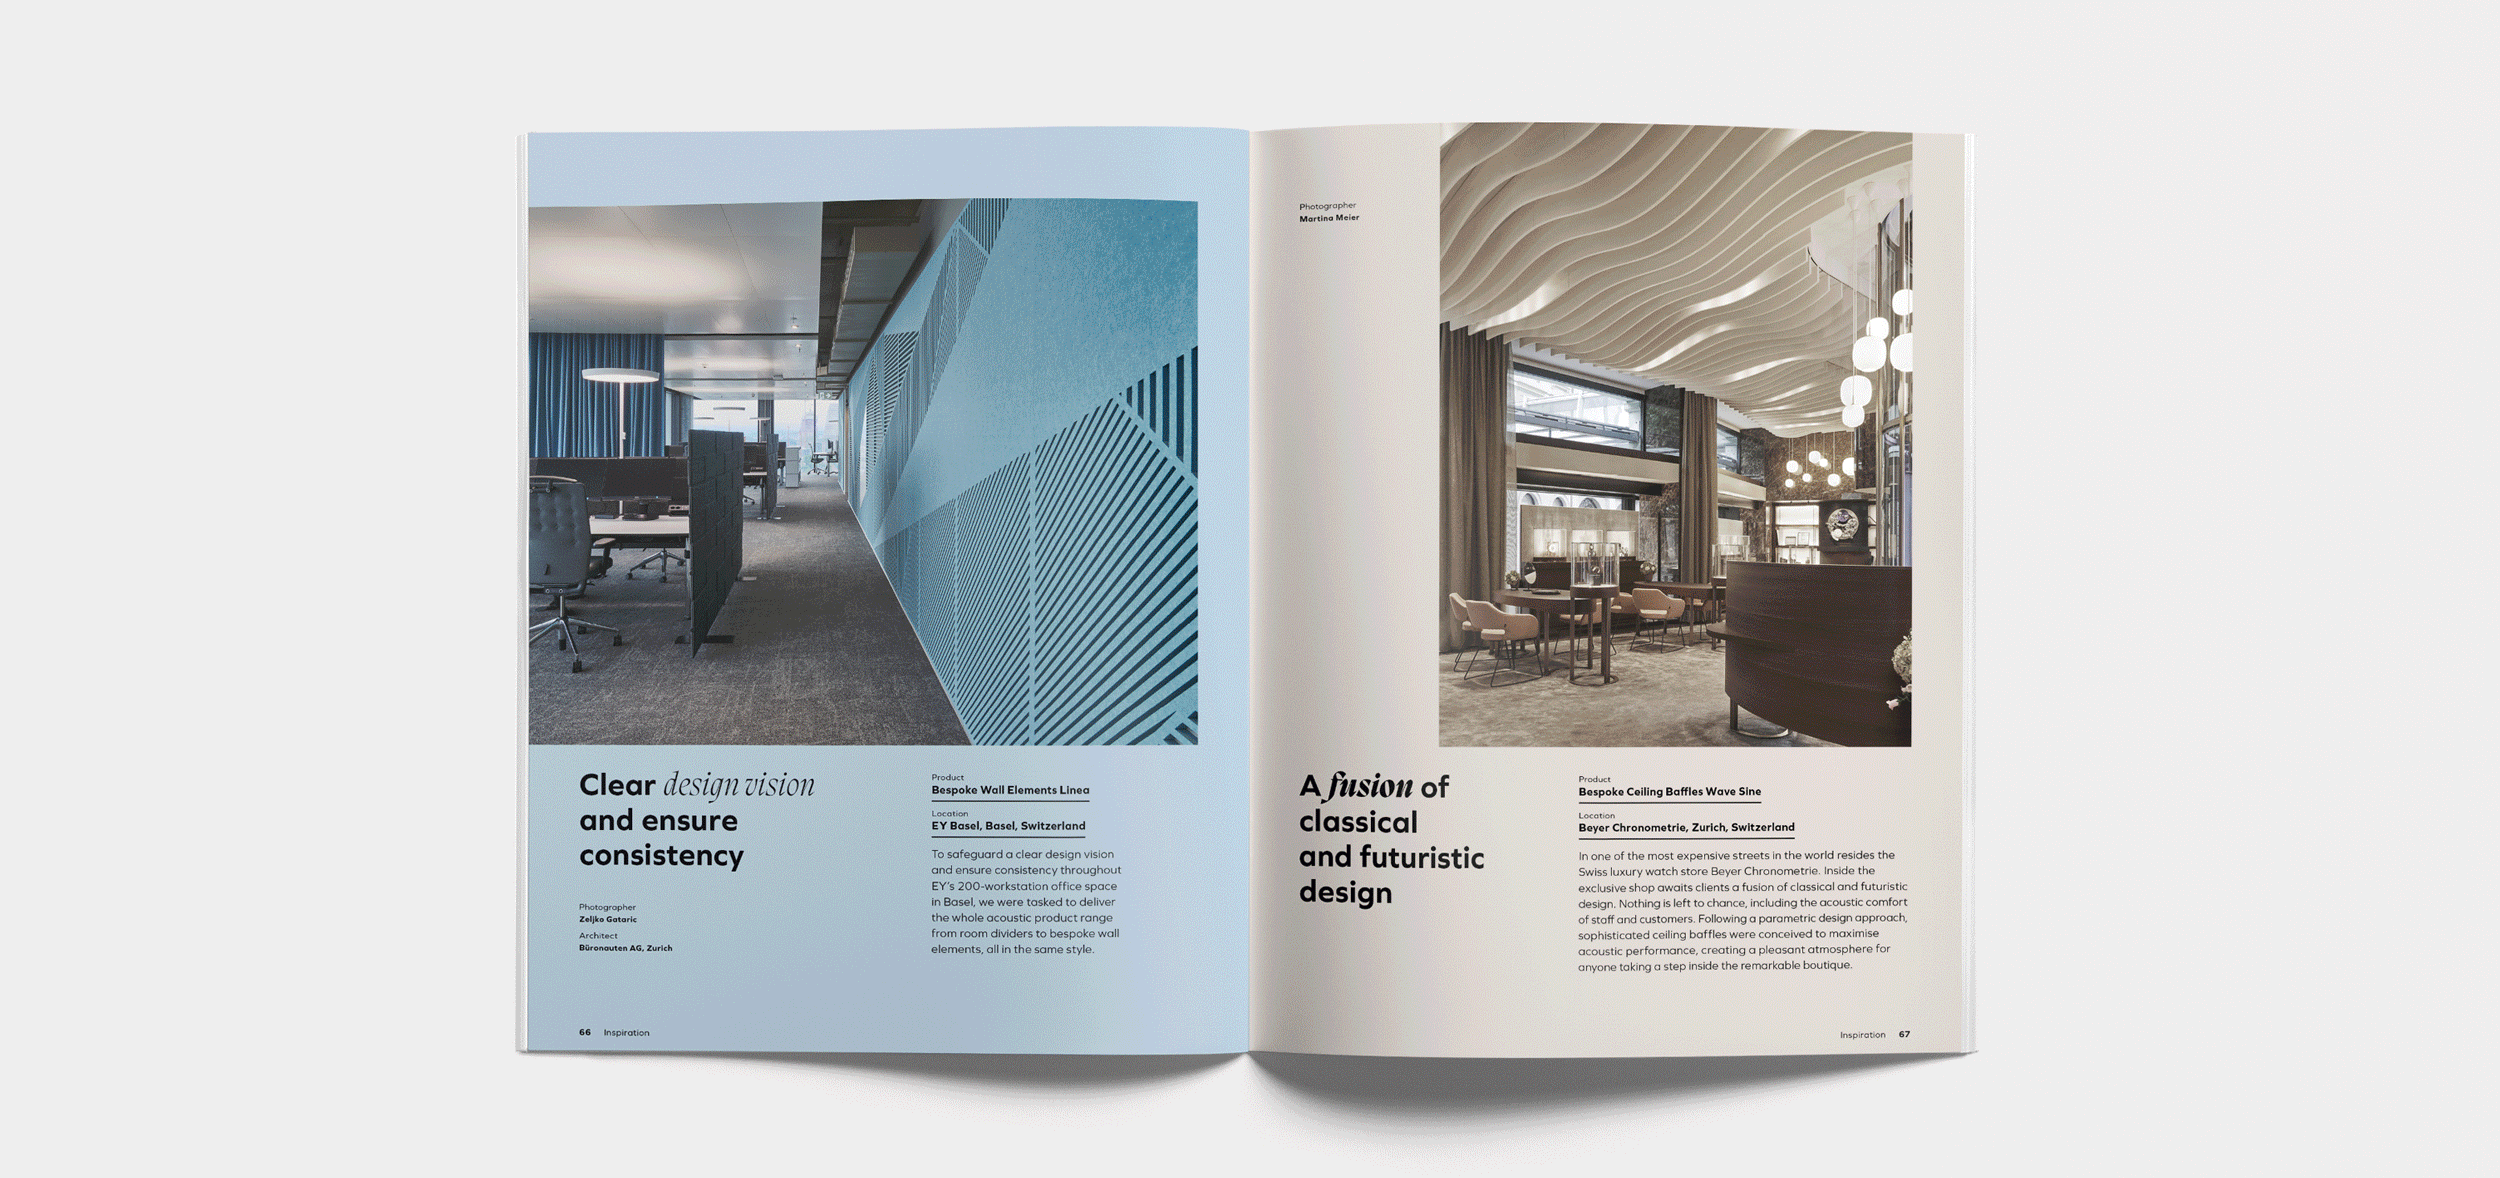 Clear design vision
and ensure
consistency
Photographer
Zeljko Gataric
Architect
Büronauten AG, Zurich
Product
Bespoke Wall Elements Linea
Location
EY Basel, Basel, Switzerland
To safeguard a clear design vision
and ensure consistency throughout
EY's 200-workstation office space
in Basel, we were tasked to deliver
the whole acoustic product range
from room dividers to bespoke wall
elements, all in the same style.
66 Inspiration
Photographer
Martina Meier
A fusion of
classical
and futuristic
design
Product
Bespoke Ceiling Baffles Wave Sine
Location
Beyer Chronometrie, Zurich, Switzerland
In one of the most expensive streets in the world resides the
Swiss luxury watch store Beyer Chronometrie. Inside the
exclusive shop awaits clients a fusion of classical and futuristic
design. Nothing is left to chance, including the acoustic comfort
of staff and customers. Following a parametric design approach,
sophisticated ceiling baffles were conceived to maximise
acoustic performance, creating a pleasant atmosphere for
anyone taking a step inside the remarkable boutique.
Inspiration 67